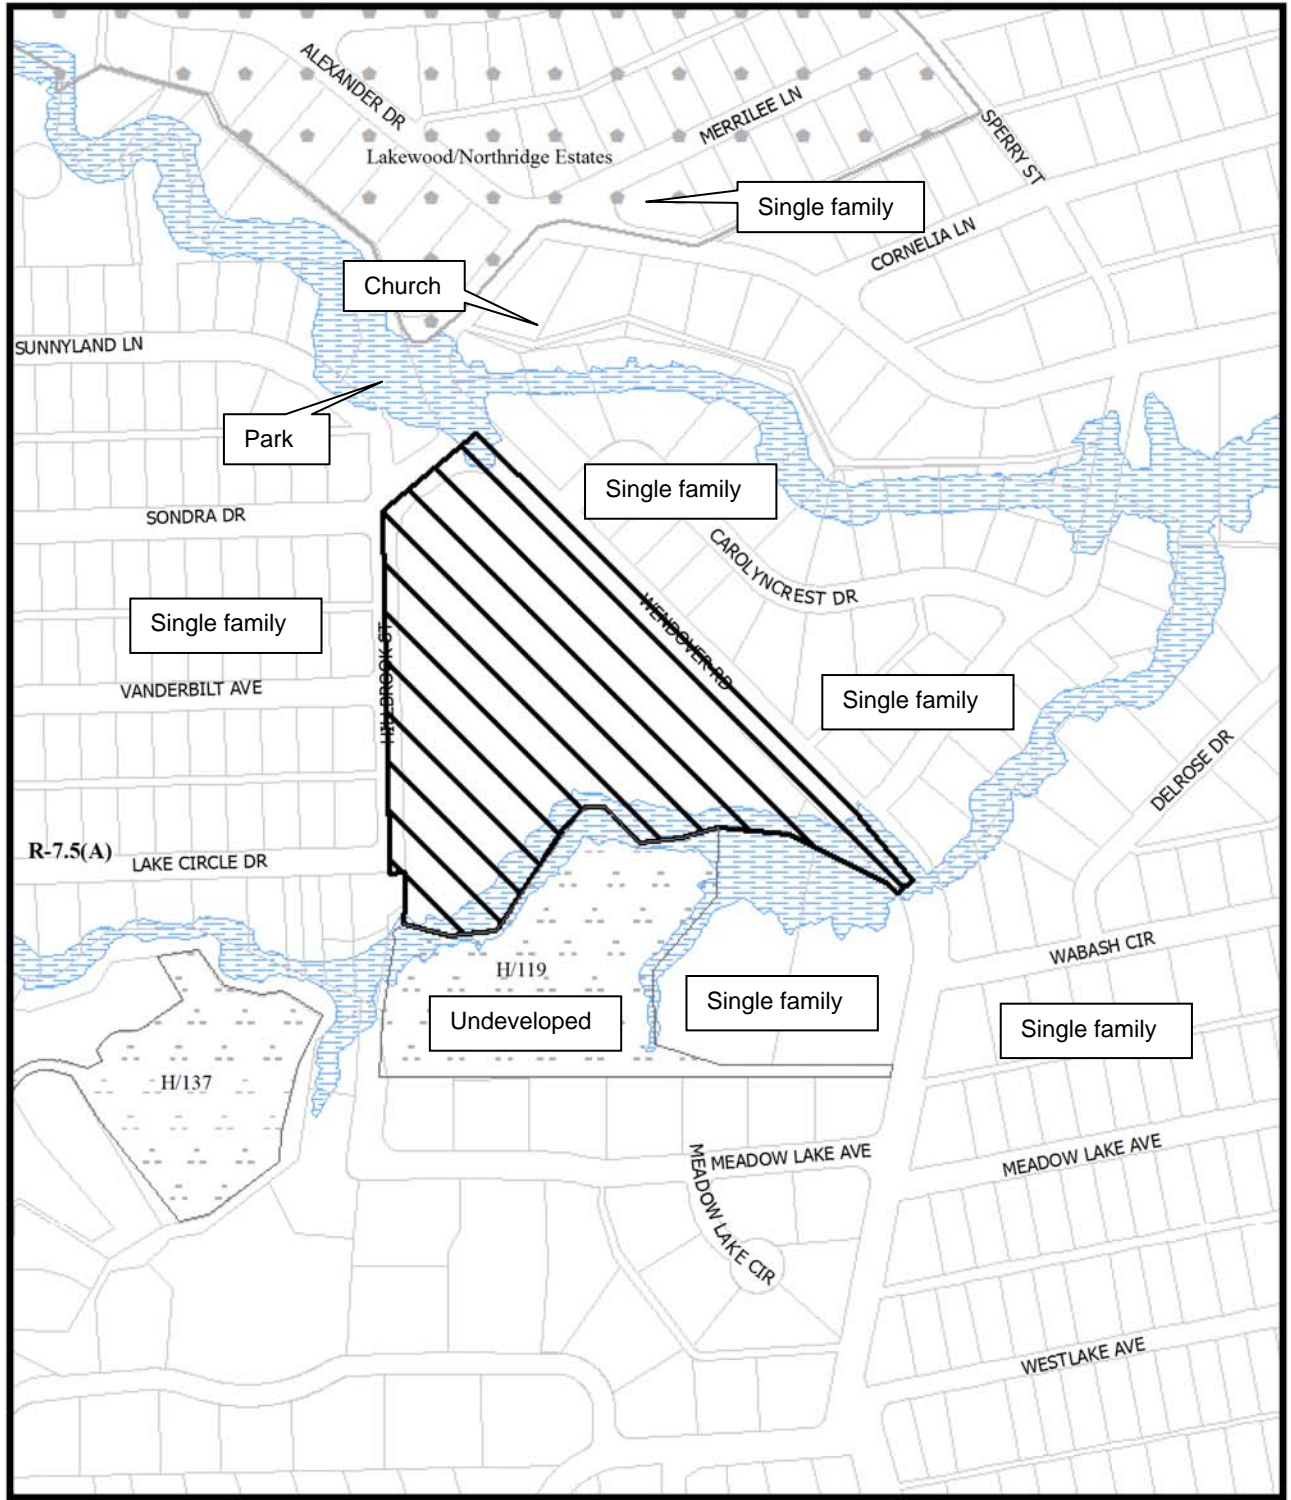 ALEXANDER DR
MERRILEE LN
SPERRY ST
Lakewood/Northridge Estates
Single family
CORNELIA LN
Church
SUNNYLAND LN
Park
Single family
SONDRA DR
CAROLYNCREST DR
Single family
WENDOVER RD
HILLBROOK ST
VANDERBILT AVE
Single family
DELROSE DR
R-7.5(A)
LAKE CIRCLE DR
WABASH CIR
H/119
Single family
Undeveloped
Single family
H/137
MEADOW LAKE AVE
MEADOW LAKE AVE
MEADOW LAKE CIR
WESTLAKE AVE